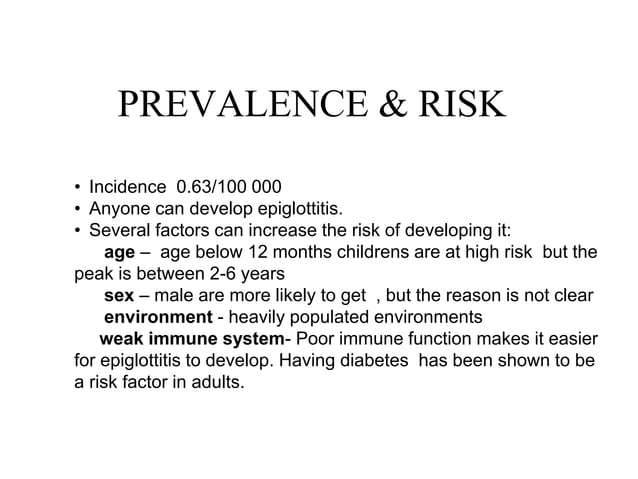 PREVALENCE & RISK
• Incidence 0.63/100 000
• Anyone can develop epiglottitis.
• Several factors can increase the risk of developing it:
age – age below 12 months childrens are at high risk but the
peak is between 2-6 years
sex – male are more likely to get , but the reason is not clear
environment - heavily populated environments
weak immune system- Poor immune function makes it easier
for epiglottitis to develop. Having diabetes has been shown to be
a risk factor in adults.